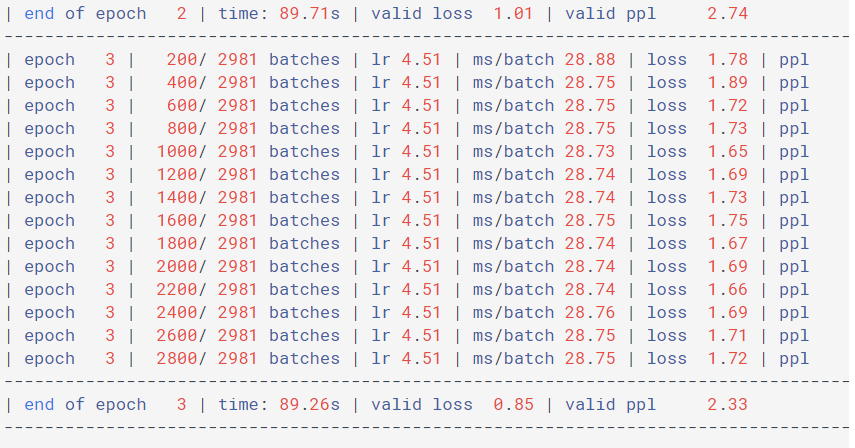 | end of epoch   2 | time: 89.71s | valid loss  1.01 | valid ppl     2.74
-----------------------------------------------------------------------------------------
| epoch   3 |   200/ 2981 batches | lr 4.51 | ms/batch 28.88 | loss  1.78 | ppl
| epoch   3 |   400/ 2981 batches | lr 4.51 | ms/batch 28.75 | loss  1.89 | ppl
| epoch   3 |   600/ 2981 batches | lr 4.51 | ms/batch 28.75 | loss  1.72 | ppl
| epoch   3 |   800/ 2981 batches | lr 4.51 | ms/batch 28.75 | loss  1.73 | ppl
| epoch   3 |  1000/ 2981 batches | lr 4.51 | ms/batch 28.73 | loss  1.65 | ppl
| epoch   3 |  1200/ 2981 batches | lr 4.51 | ms/batch 28.74 | loss  1.69 | ppl
| epoch   3 |  1400/ 2981 batches | lr 4.51 | ms/batch 28.74 | loss  1.73 | ppl
| epoch   3 |  1600/ 2981 batches | lr 4.51 | ms/batch 28.75 | loss  1.75 | ppl
| epoch   3 |  1800/ 2981 batches | lr 4.51 | ms/batch 28.74 | loss  1.67 | ppl
| epoch   3 |  2000/ 2981 batches | lr 4.51 | ms/batch 28.74 | loss  1.69 | ppl
| epoch   3 |  2200/ 2981 batches | lr 4.51 | ms/batch 28.74 | loss  1.66 | ppl
| epoch   3 |  2400/ 2981 batches | lr 4.51 | ms/batch 28.76 | loss  1.69 | ppl
| epoch   3 |  2600/ 2981 batches | lr 4.51 | ms/batch 28.75 | loss  1.71 | ppl
| epoch   3 |  2800/ 2981 batches | lr 4.51 | ms/batch 28.75 | loss  1.72 | ppl
-----------------------------------------------------------------------------------------
| end of epoch   3 | time: 89.26s | valid loss  0.85 | valid ppl     2.33
-----------------------------------------------------------------------------------------